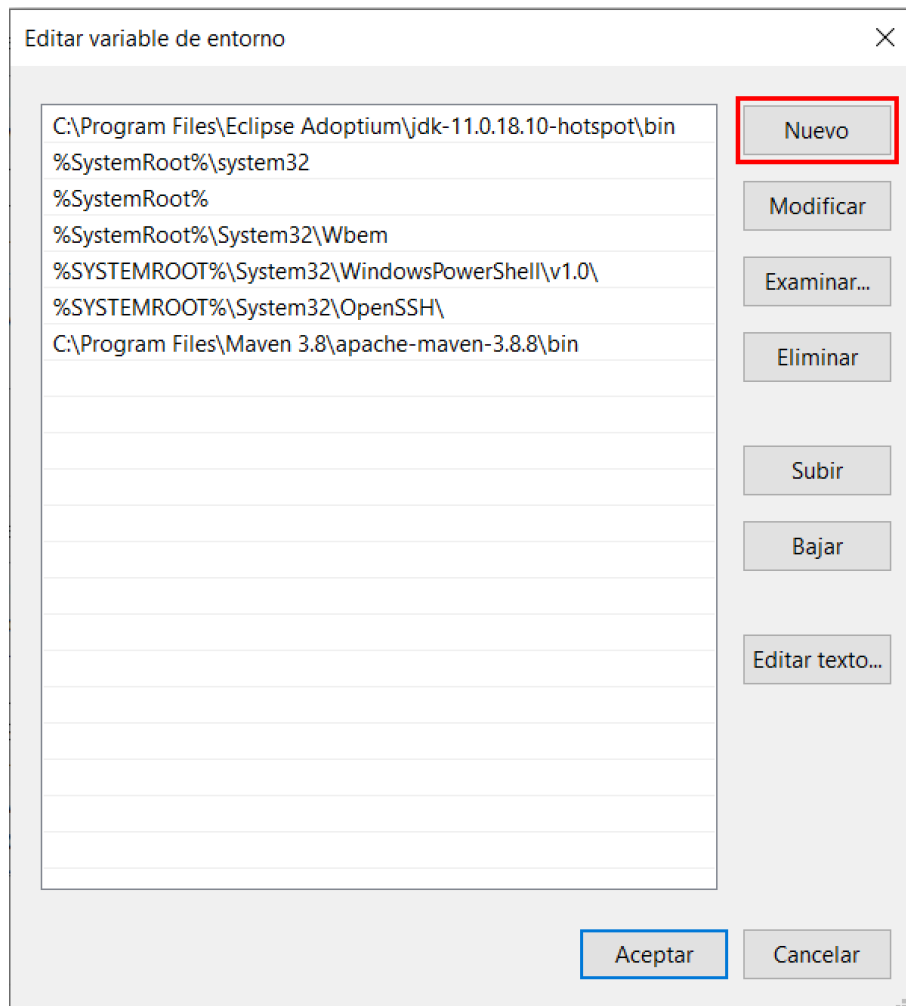 Editar variable de entorno
C:\Program Files\Eclipse Adoptium\jdk-11.0.18.10-hotspot\bin
%SystemRoot%\system32
%SystemRoot%
%SystemRoot%\System32\Wbem
%SYSTEMROOT%\System32\WindowsPowerShell\v1.0\
%SYSTEMROOT%\System32\OpenSSH\
C:\Program Files\Maven 3.8\apache-maven-3.8.8\bin
Nuevo
Modificar
Examinar...
Eliminar
Subir
Bajar
Editar texto...
Aceptar
Cancelar